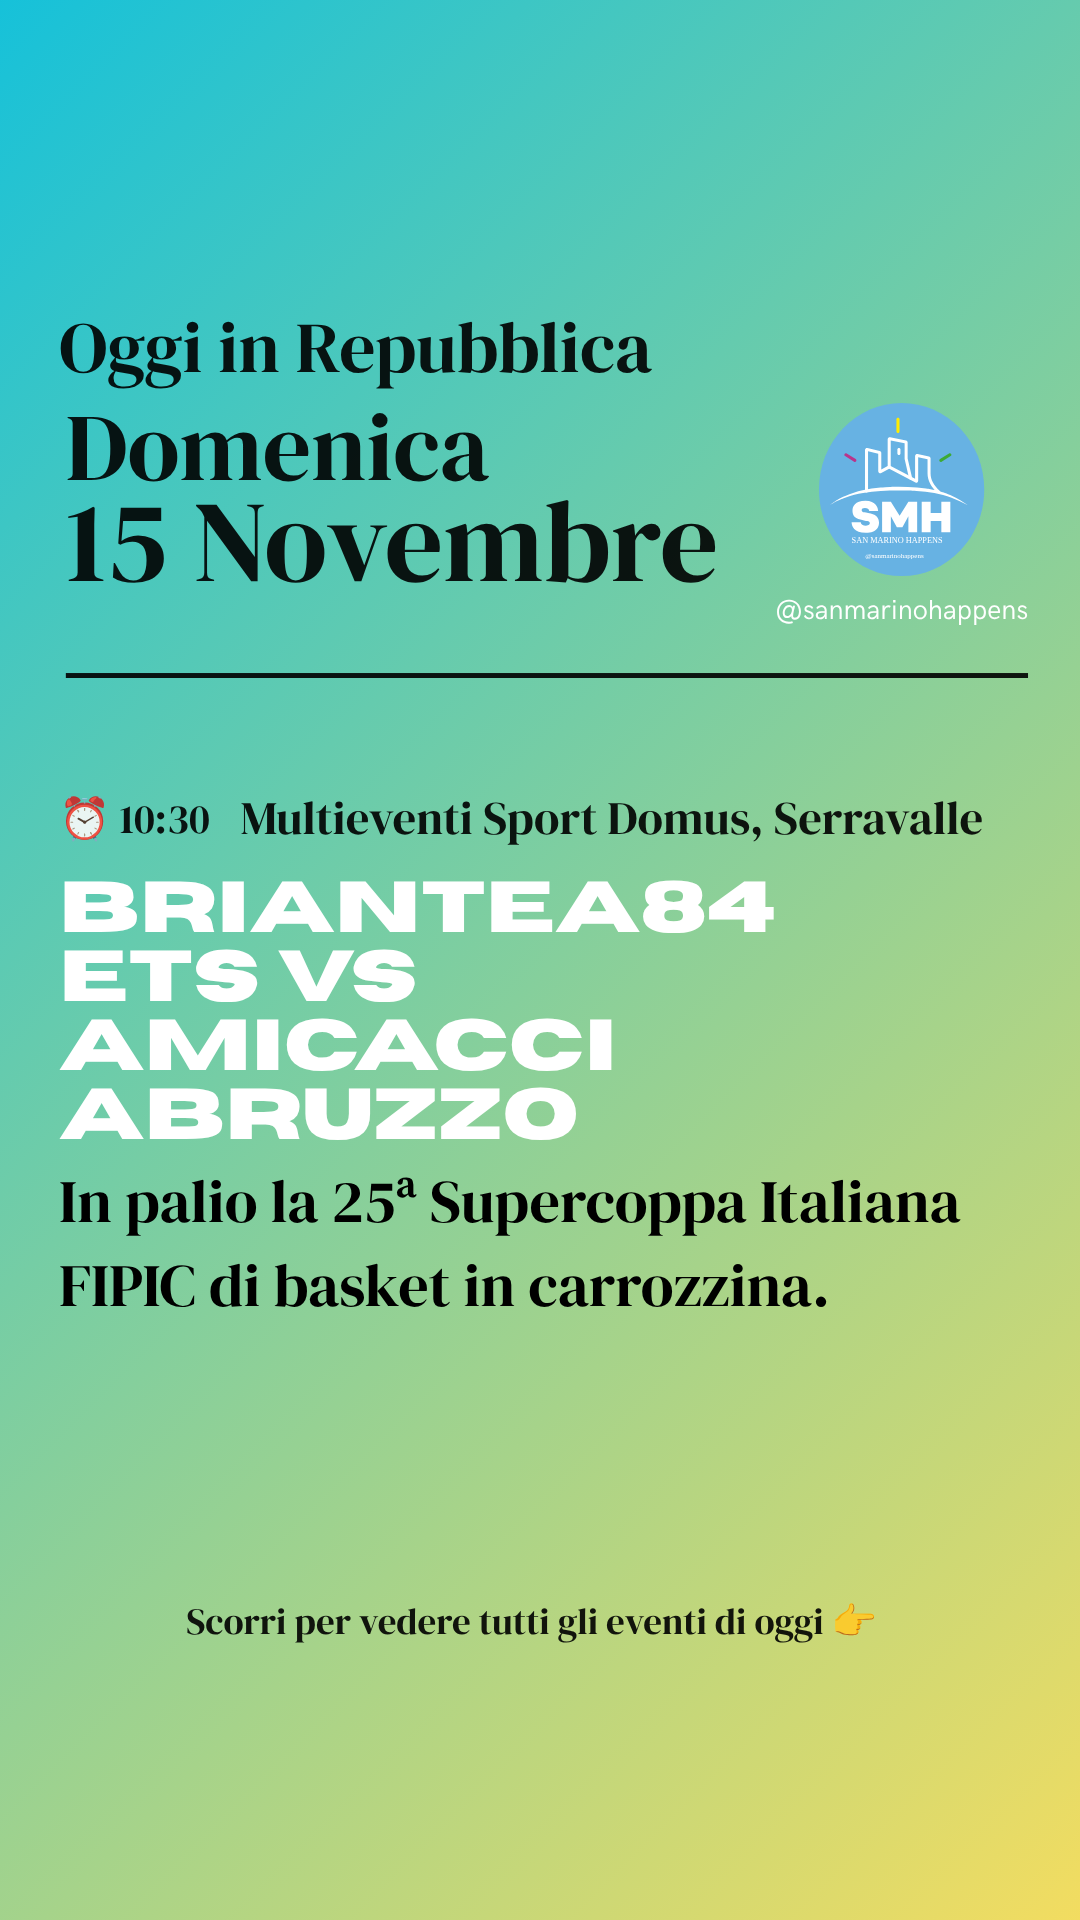 Oggi in Repubblica
Domenica
15 Novembre
SMH
SAN MARINO HAPPENS
@sanmarinohappens
@sanmarinohappens
⏰ 10:30 Multieventi Sport Domus, Serravalle
BRIANTEA84
ETS VS
AMICACCI
ABRUZZO
In palio la 25ª Supercoppa Italiana
FIPIC di basket in carrozzina.
Scorri per vedere tutti gli eventi di oggi 👉